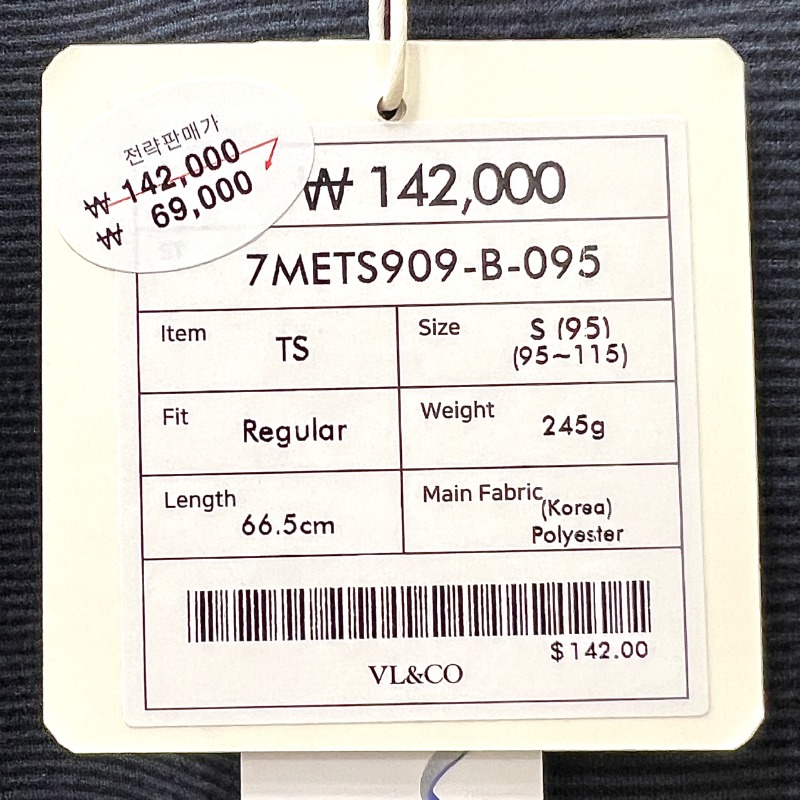 전략판매가
₩ 142,000
₩ 69,000
₩ 142,000
7METS909-B-095
Item TS
Size S (95)
(95~115)
Fit Regular
Weight 245g
Length 66.5cm
Main Fabric (Korea)
Polyester
$142.00
VL&CO